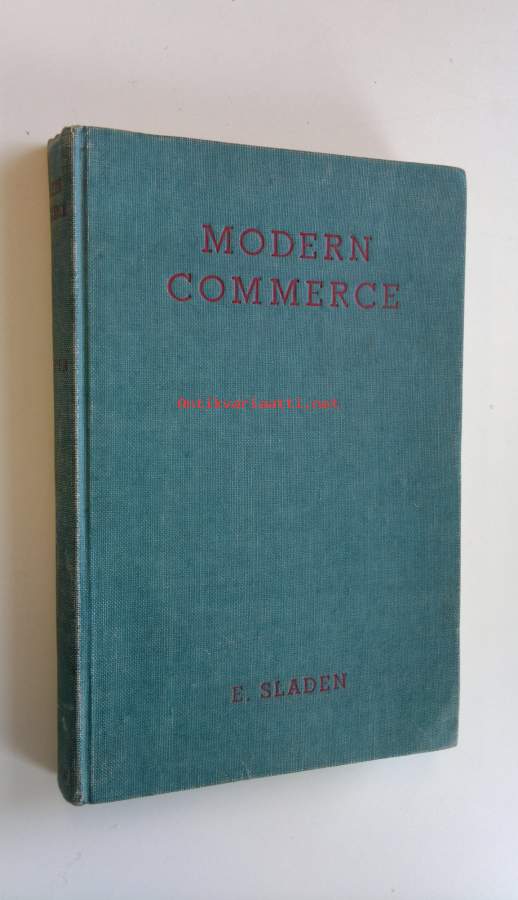 MODERN
COMMERCE
Antikvariaatti.net
E. SLADEN